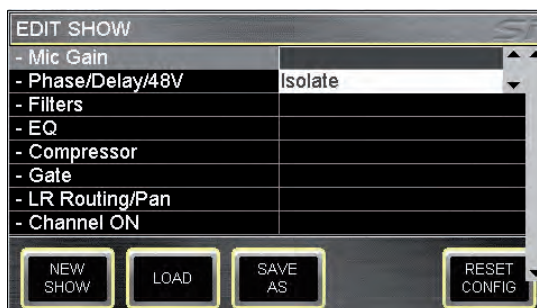 EDIT SHOW
- Mic Gain
- Phase/Delay/48V Isolate
- Filters
- EQ
- Compressor
- Gate
- LR Routing/Pan
- Channel ON
NEW SHOW
LOAD
SAVE AS
RESET CONFIG